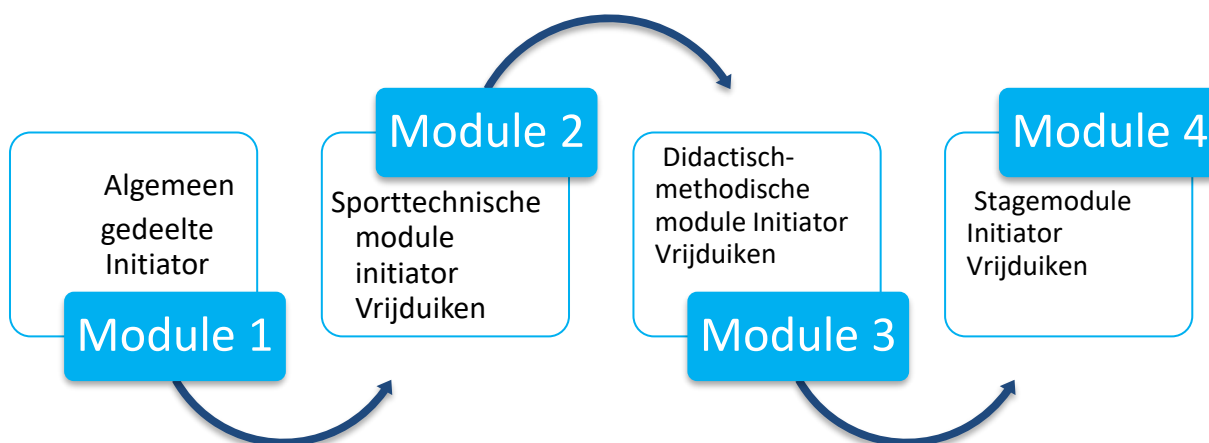 Algemeen
gedeelte
Initiator
Module 1
Module 2
Sporttechnische
module
initiator
Vrijduiken
Didactisch-
methodische
module Initiator
Vrijduiken
Module 3
Module 4
Stagemodule
Initiator
Vrijduiken